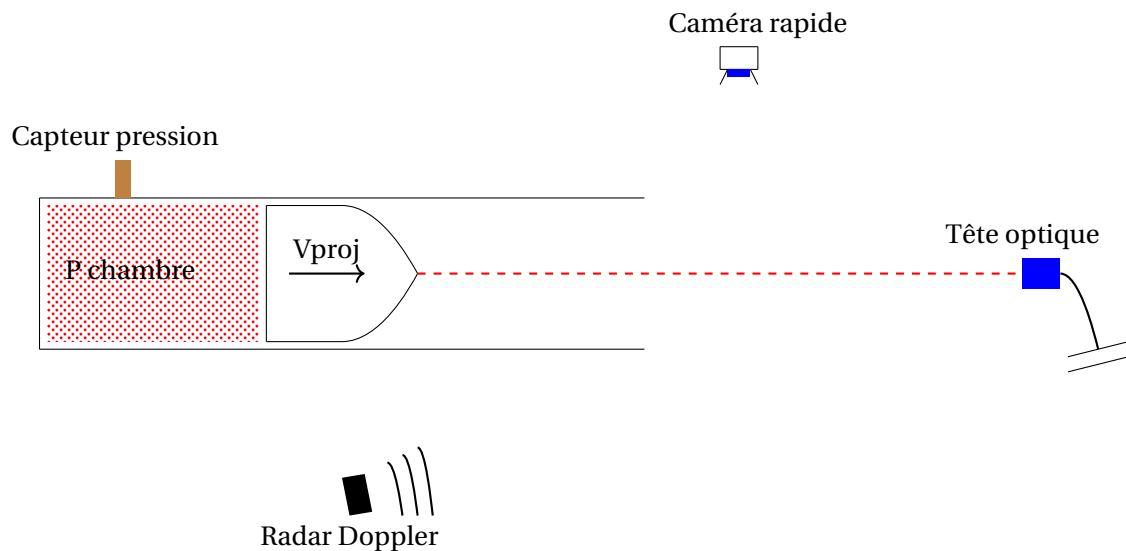 Caméra rapide
Capteur pression
Tête optique
Vproj
P chambre
Radar Doppler